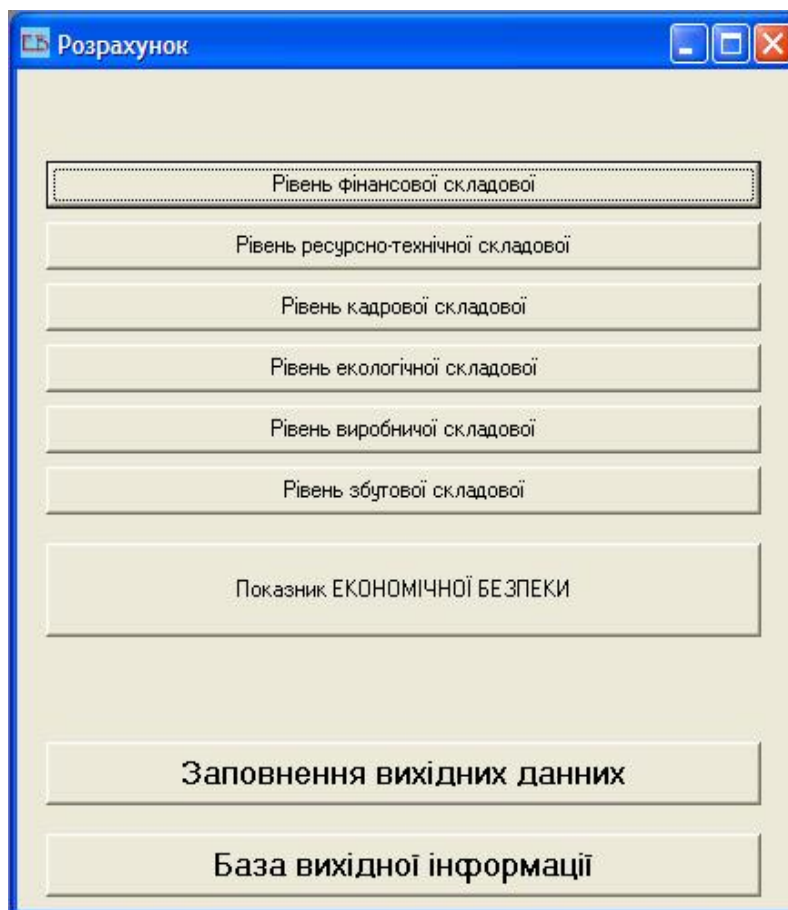 ЕБ Розрахунок
Рівень фінансової складової
Рівень ресурсно-технічної складової
Рівень кадрової складової
Рівень екологічної складової
Рівень виробничої складової
Рівень збутової складової
Показник ЕКОНОМІЧНОЇ БЕЗПЕКИ
Заповнення вихідних данних
База вихідної інформації